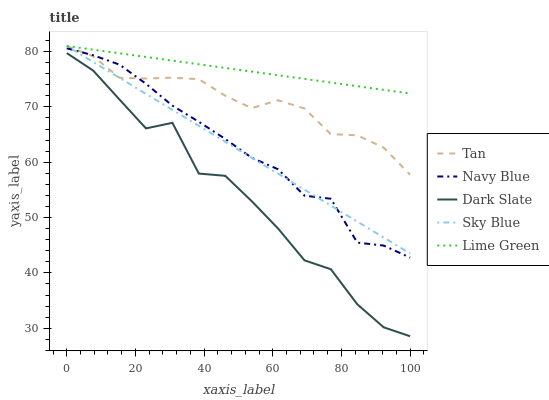 title
80
70
60
50
40
30
0
20
40
60
80
100
yaxis_label
xaxis_label
Tan
Navy Blue
Dark Slate
Sky Blue
Lime Green